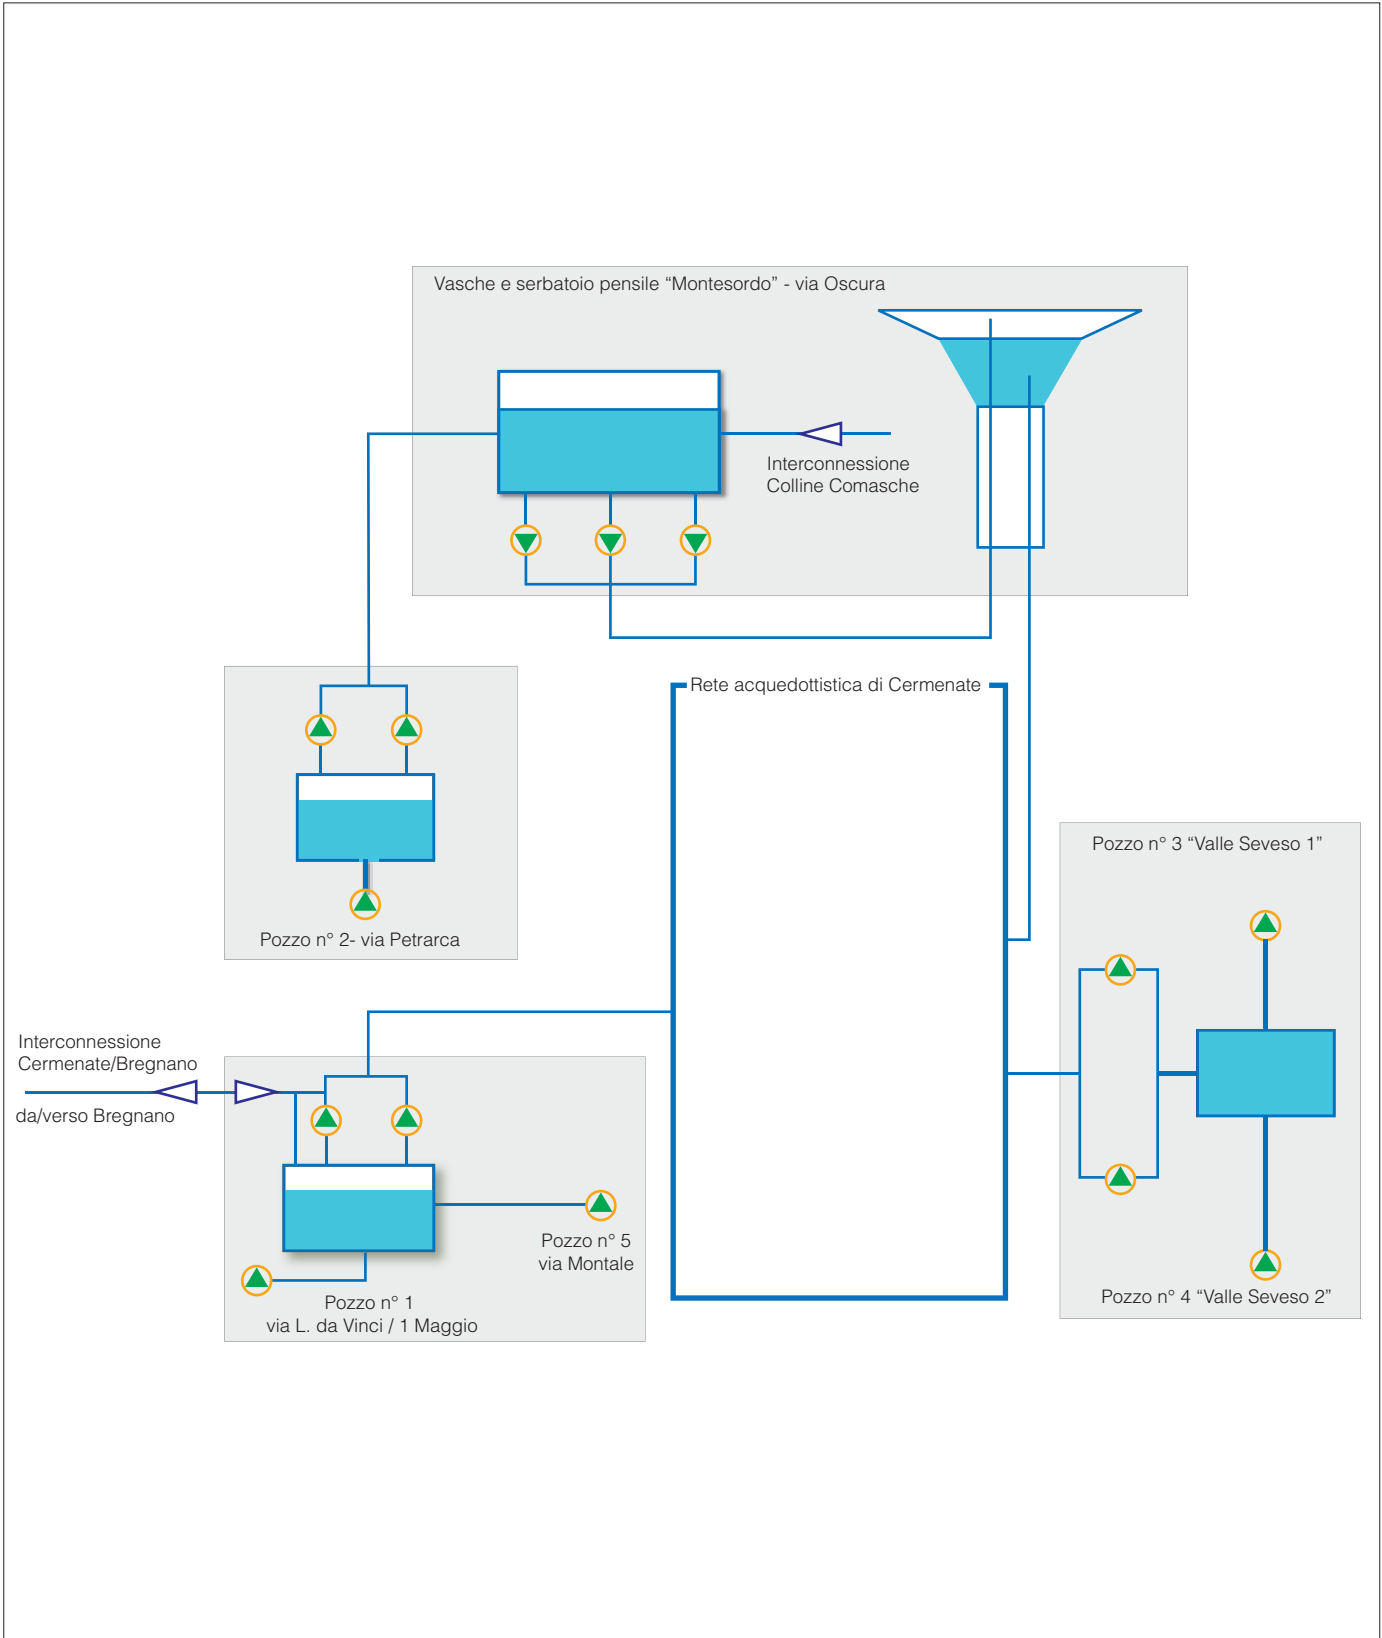 Vasche e serbatoio pensile “Montesordo” - via Oscura
Interconnessione
Colline Comasche
Rete acquedottistica di Cermenate
Pozzo n° 2- via Petrarca
Pozzo n° 3 “Valle Seveso 1”
Interconnessione
Cermenate/Bregnano
da/verso Bregnano
Pozzo n° 5
via Montale
Pozzo n° 1
via L. da Vinci / 1 Maggio
Pozzo n° 4 “Valle Seveso 2”